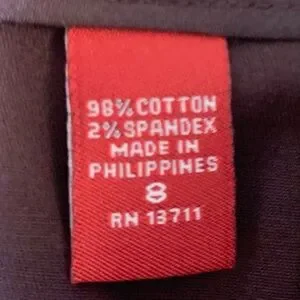 98% COTTON
2% SPANDEX
MADE IN
PHILIPPINES
8
RN 13711